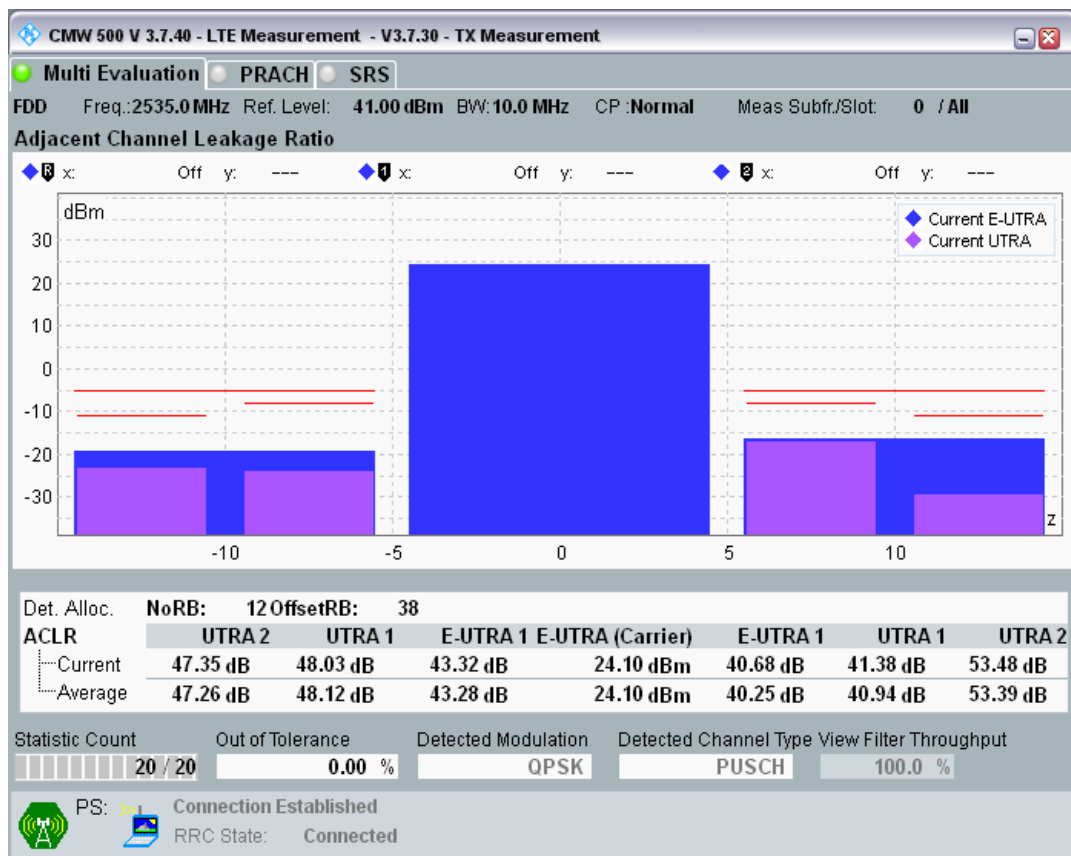 CMW 500 V 3.7.40 - LTE Measurement - V3.7.30 - TX Measurement
Multi Evaluation PRACH SRS
FDD Freq.:2535.0 MHz Ref. Level: 41.00 dBm BW:10.0 MHz CP :Normal Meas Subfr./Slot: 0 / All
Adjacent Channel Leakage Ratio
R x: Off y: --- 1 x: Off y: --- 2 x: Off y: ---
dBm
Current E-UTRA
Current UTRA
30
20
10
0
-10
-20
-30
z
-10 -5 0 5 10
Det. Alloc. NoRB: 12 OffsetRB: 38
ACLR UTRA 2 UTRA 1 E-UTRA 1 E-UTRA (Carrier) E-UTRA 1 UTRA 1 UTRA 2
Current 47.35 dB 48.03 dB 43.32 dB 24.10 dBm 40.68 dB 41.38 dB 53.48 dB
Average 47.26 dB 48.12 dB 43.28 dB 24.10 dBm 40.25 dB 40.94 dB 53.39 dB
Statistic Count Out of Tolerance Detected Modulation Detected Channel Type View Filter Throughput
20 / 20 0.00 % QPSK PUSCH 100.0 %
PS: Connection Established
RRC State: Connected